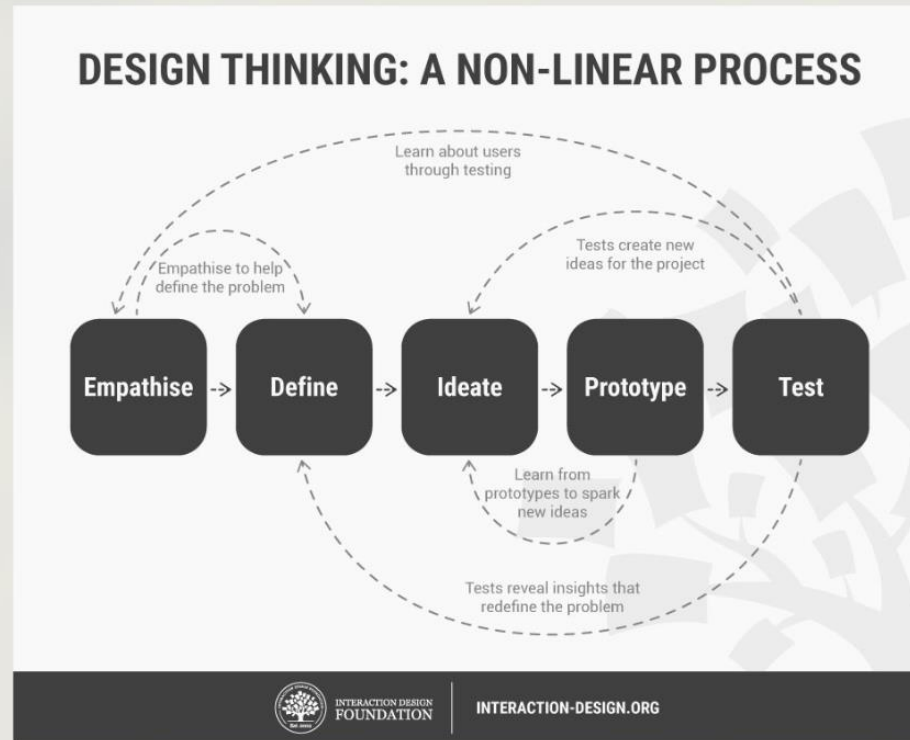 DESIGN THINKING: A NON-LINEAR PROCESS
Learn about users
through testing
Tests create new
ideas for the project
Empathise to help
define the problem
Empathise
Define
Ideate
Prototype
Test
Learn from
prototypes to spark
new ideas
Tests reveal insights that
redefine the problem
INTERACTION DESIGN
FOUNDATION
INTERACTION-DESIGN.ORG